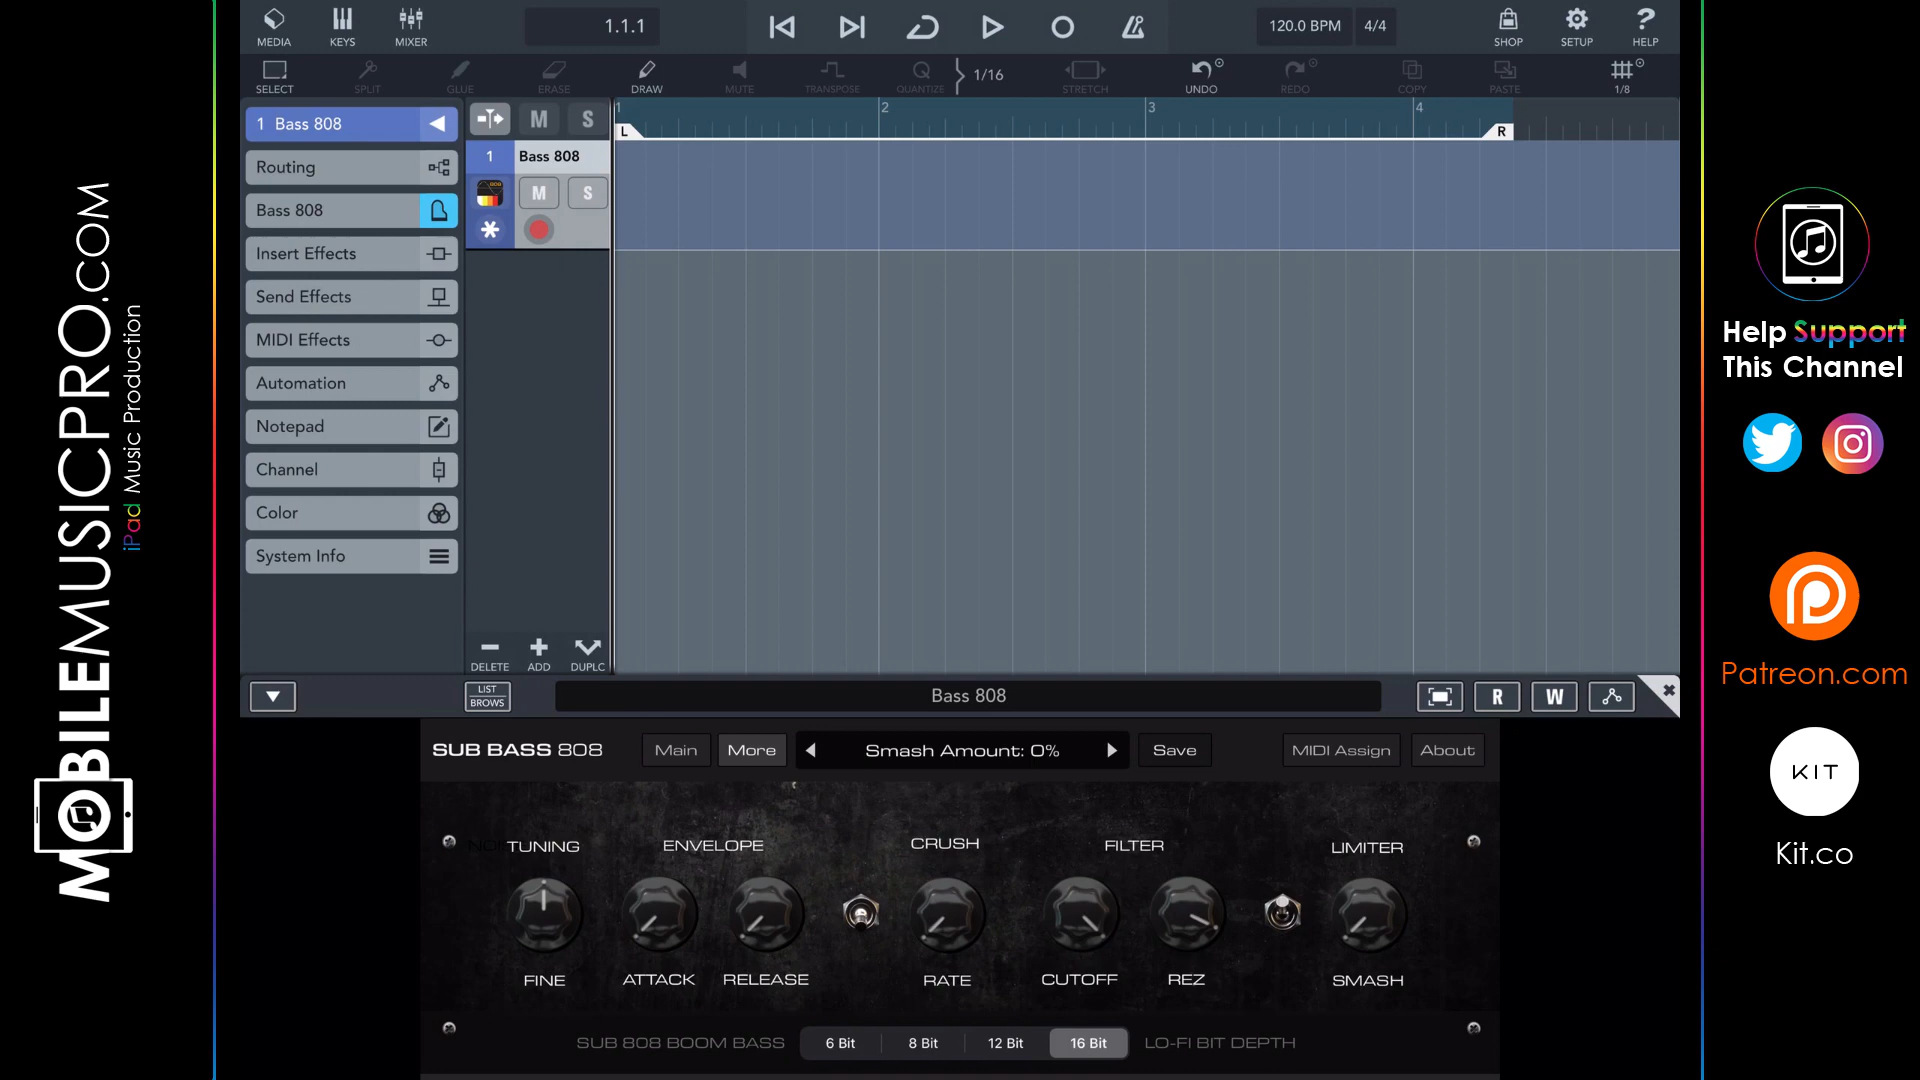 MEDIA
KEYS
MIXER
1.1.1
120.0 BPM
4/4
SHOP
SETUP
?
HELP
SELECT
SPLIT
GLUE
ERASE
DRAW
MUTE
TRANSPOSE
Q
QUANTIZE
1/16
STRETCH
UNDO
REDO
COPY
PASTE
1/8
1 Bass 808
Routing
Bass 808
Insert Effects
Send Effects
MIDI Effects
Automation
Notepad
Channel
Color
System Info
M S
1 Bass 808
808
M S
DELETE
ADD
DUPLC
1 2 3 4
L R
LIST
BROWS
Bass 808
R
W
SUB BASS 808
Main
More
Smash Amount: 0%
Save
MIDI Assign
About
TUNING
ENVELOPE
CRUSH
FILTER
LIMITER
FINE
ATTACK
RELEASE
RATE
CUTOFF
REZ
SMASH
SUB 808 BOOM BASS
6 Bit
8 Bit
12 Bit
16 Bit
LO-FI BIT DEPTH
MOBILEMUSICPRO.COM
iPad Music Production
Help Support
This Channel
Patreon.com
KIT
Kit.co